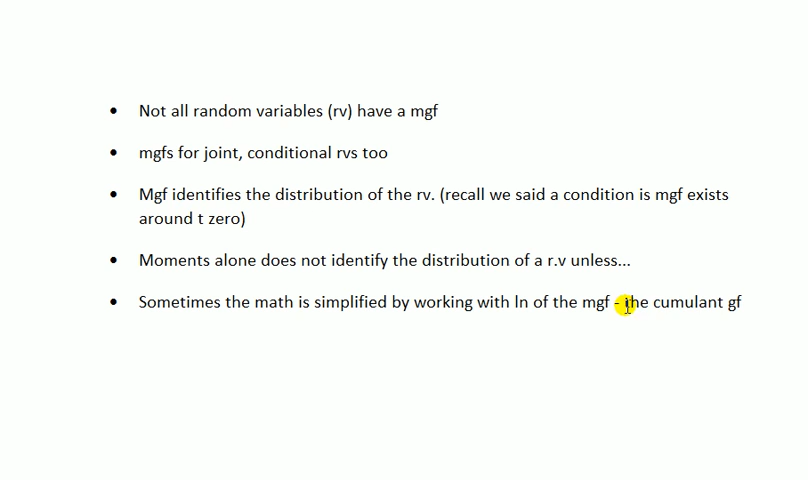 • Not all random variables (rv) have a mgf
• mgfs for joint, conditional rvs too
• Mgf identifies the distribution of the rv. (recall we said a condition is mgf exists
around t zero)
• Moments alone does not identify the distribution of a r.v unless...
• Sometimes the math is simplified by working with ln of the mgf - the cumulant gf